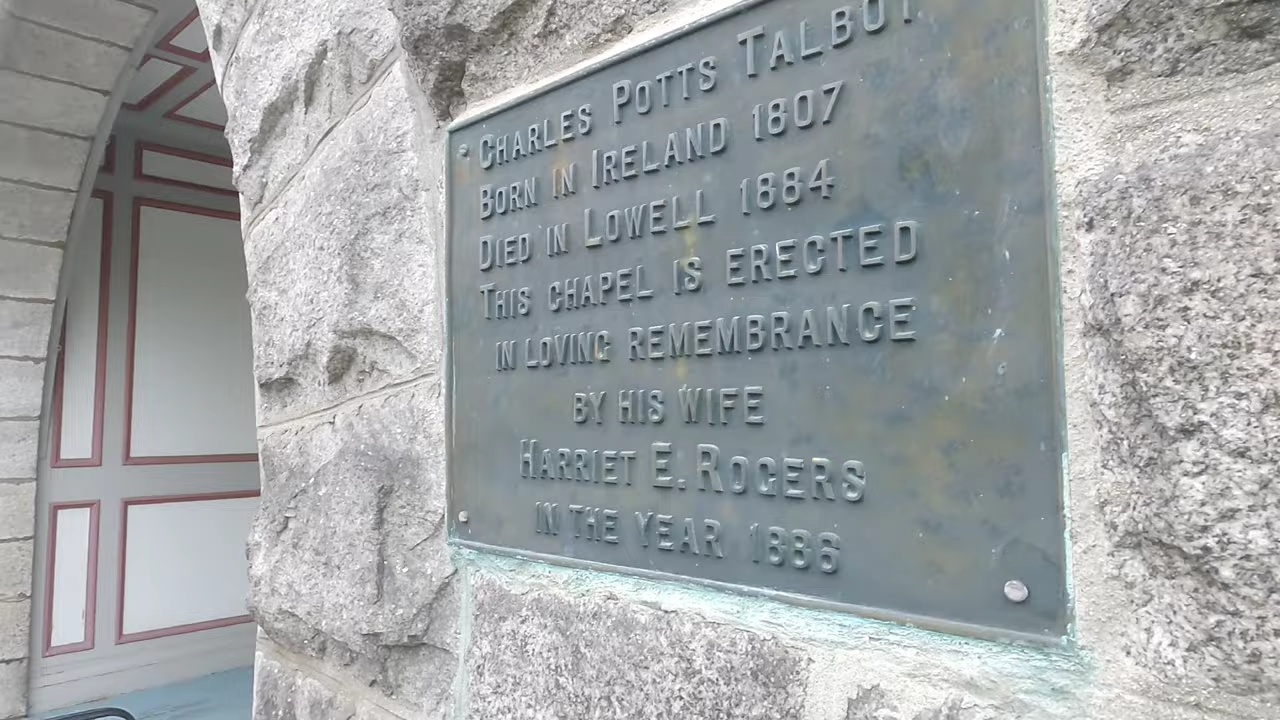 CHARLES POTTS TALBOT
BORN IN IRELAND 1807
DIED IN LOWELL 1884
THIS CHAPEL IS ERECTED
IN LOVING REMEMBRANCE
BY HIS WIFE
HARRIET E. ROGERS
IN THE YEAR 1886